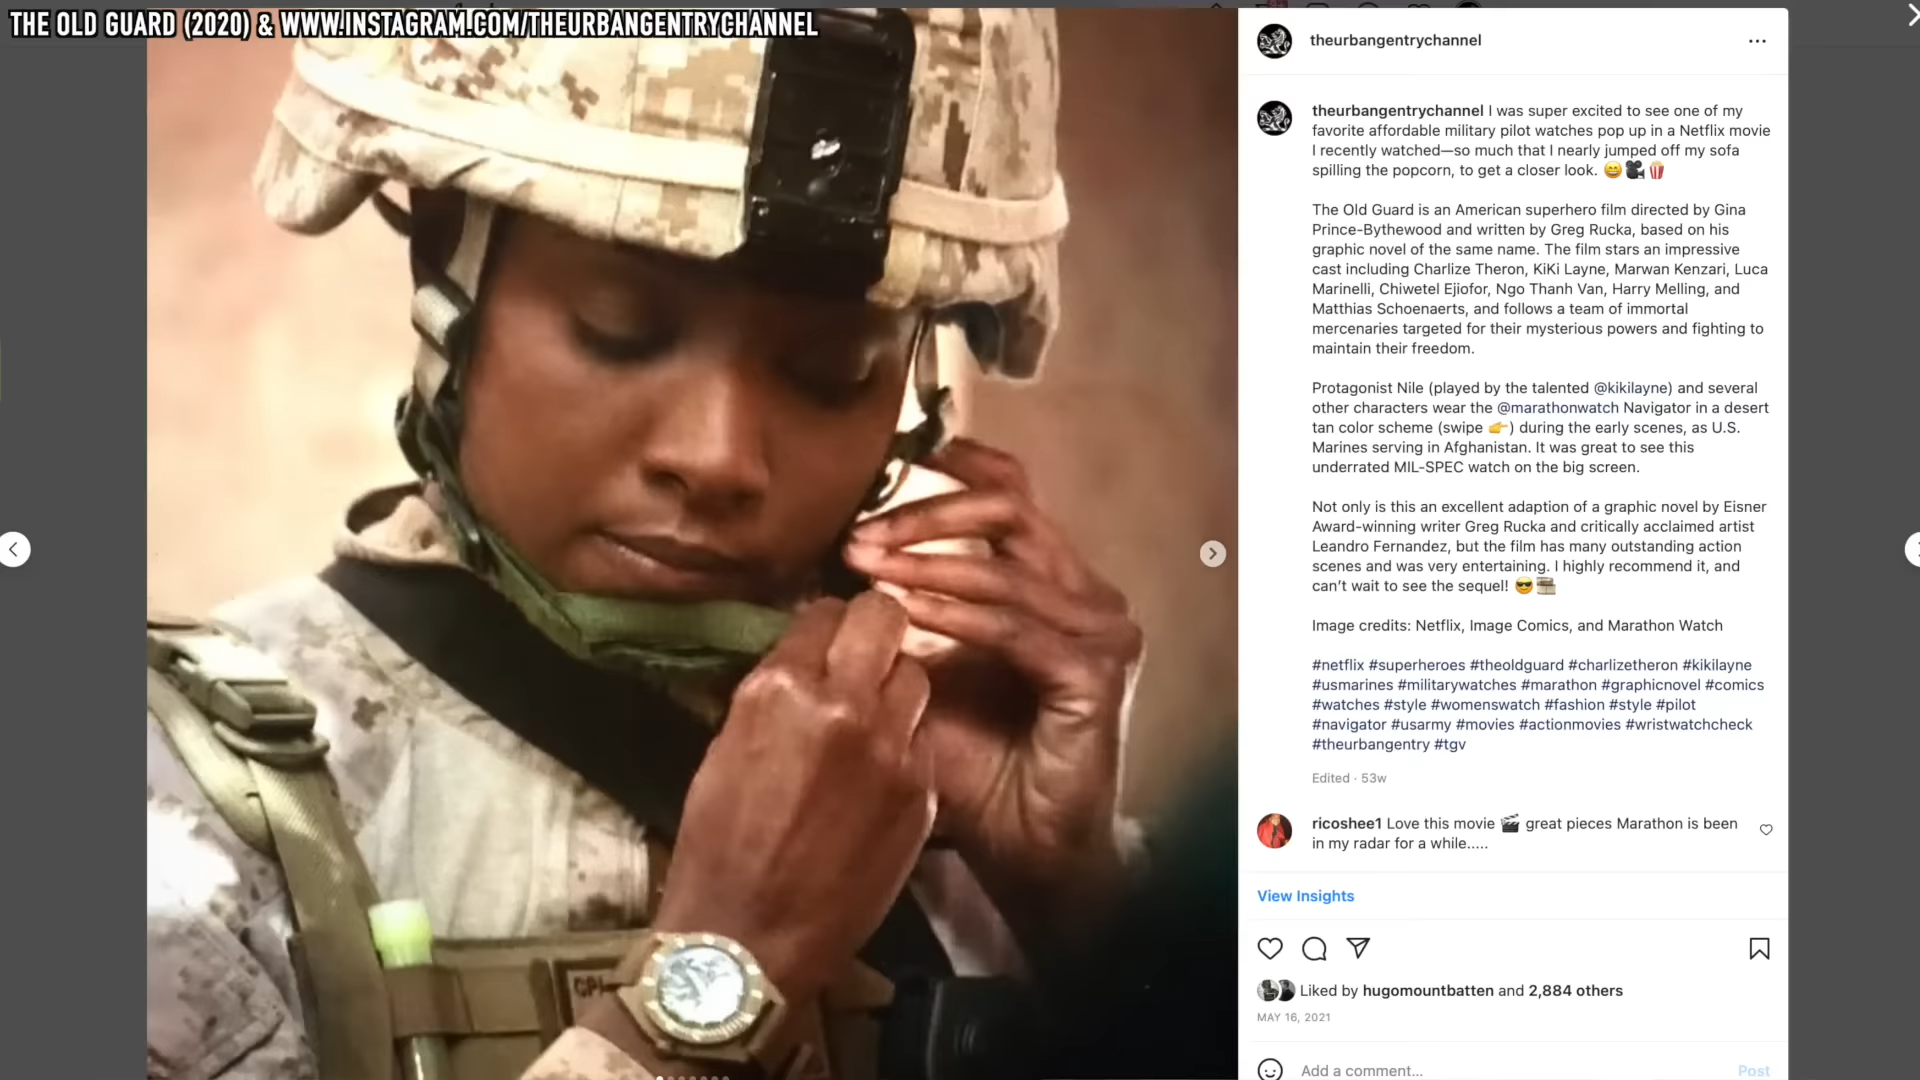 THE OLD GUARD (2020) & WWW.INSTAGRAM.COM/THEURBANGENTRYCHANNEL
theurbangentrychannel
theurbangentrychannel I was super excited to see one of my
favorite affordable military pilot watches pop up in a Netflix movie
I recently watched—so much that I nearly jumped off my sofa
spilling the popcorn, to get a closer look. 😄🎥🍿
The Old Guard is an American superhero film directed by Gina
Prince-Bythewood and written by Greg Rucka, based on his
graphic novel of the same name. The film stars an impressive
cast including Charlize Theron, KiKi Layne, Marwan Kenzari, Luca
Marinelli, Chiwetel Ejiofor, Ngo Thanh Van, Harry Melling, and
Matthias Schoenaerts, and follows a team of immortal
mercenaries targeted for their mysterious powers and fighting to
maintain their freedom.
Protagonist Nile (played by the talented @kikilayne) and several
other characters wear the @marathonwatch Navigator in a desert
tan color scheme (swipe 👉) during the early scenes, as U.S.
Marines serving in Afghanistan. It was great to see this
underrated MIL-SPEC watch on the big screen.
Not only is this an excellent adaption of a graphic novel by Eisner
Award-winning writer Greg Rucka and critically acclaimed artist
Leandro Fernandez, but the film has many outstanding action
scenes and was very entertaining. I highly recommend it, and
can't wait to see the sequel! 😎
Image credits: Netflix, Image Comics, and Marathon Watch
#netflix #superheroes #theoldguard #charlizetheron #kikilayne
#usmarines #militarywatches #marathon #graphicnovel #comics
#watches #style #womenswatch #fashion #style #pilot
#navigator #usarmy #movies #actionmovies #wristwatchcheck
#theurbangentry #tgv
Edited · 53w
ricoshee1 Love this movie 🎬 great pieces Marathon is been
in my radar for a while.....
View Insights
Liked by hugomountbatten and 2,884 others
MAY 16, 2021
Add a comment...
Post